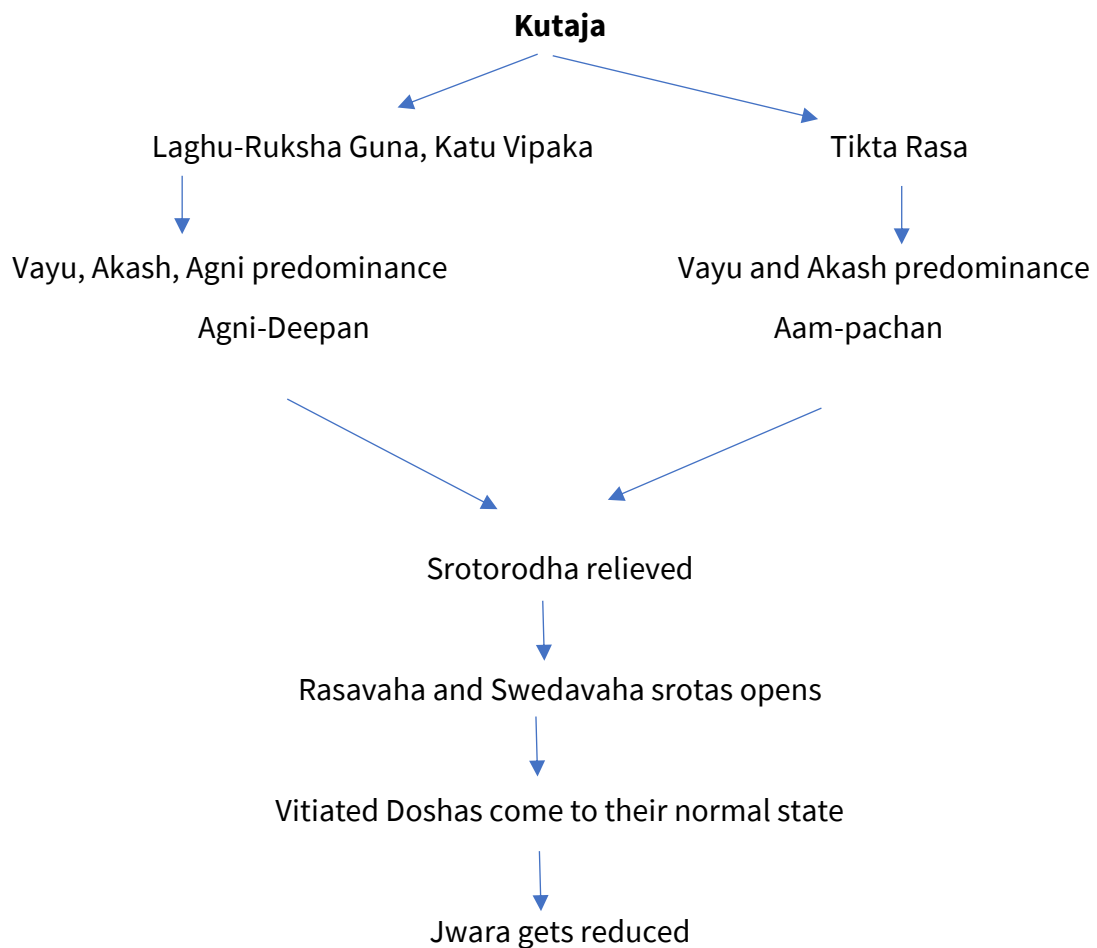 Kutaja
Laghu-Ruksha Guna, Katu Vipaka
Tikta Rasa
Vayu, Akash, Agni predominance
Vayu and Akash predominance
Agni-Deepan
Aam-pachan
Srotorodha relieved
Rasavaha and Swedavaha srotas opens
Vitiated Doshas come to their normal state
Jwara gets reduced